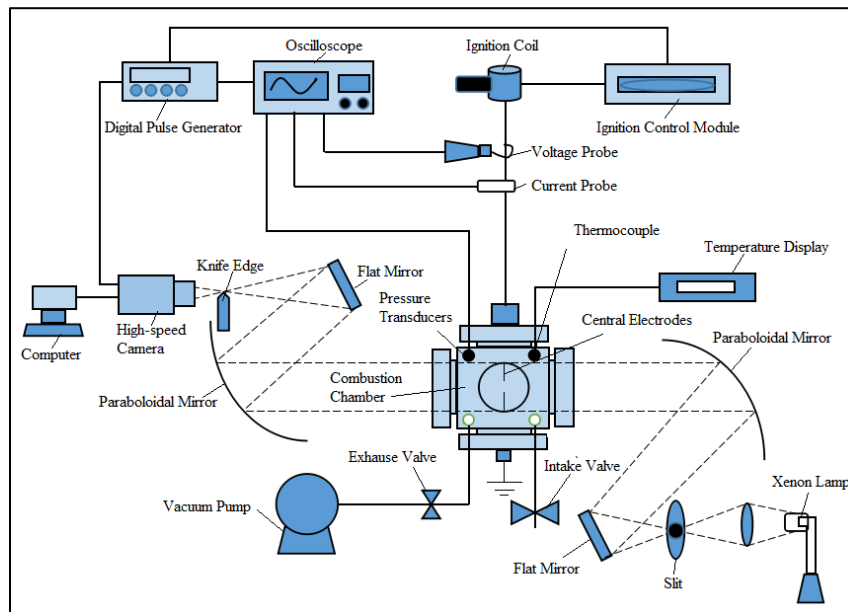 Oscilloscope
Ignition Coil
Digital Pulse Generator
Ignition Control Module
Voltage Probe
Current Probe
Thermocouple
Temperature Display
Knife Edge
Flat Mirror
Pressure
Transducers
Central Electrodes
High-speed
Camera
Computer
Paraboloidal Mirror
Paraboloidal Mirror
Combustion
Chamber
Exhause Valve
Intake Valve
Xenon Lamp
Vacuum Pump
Flat Mirror
Slit